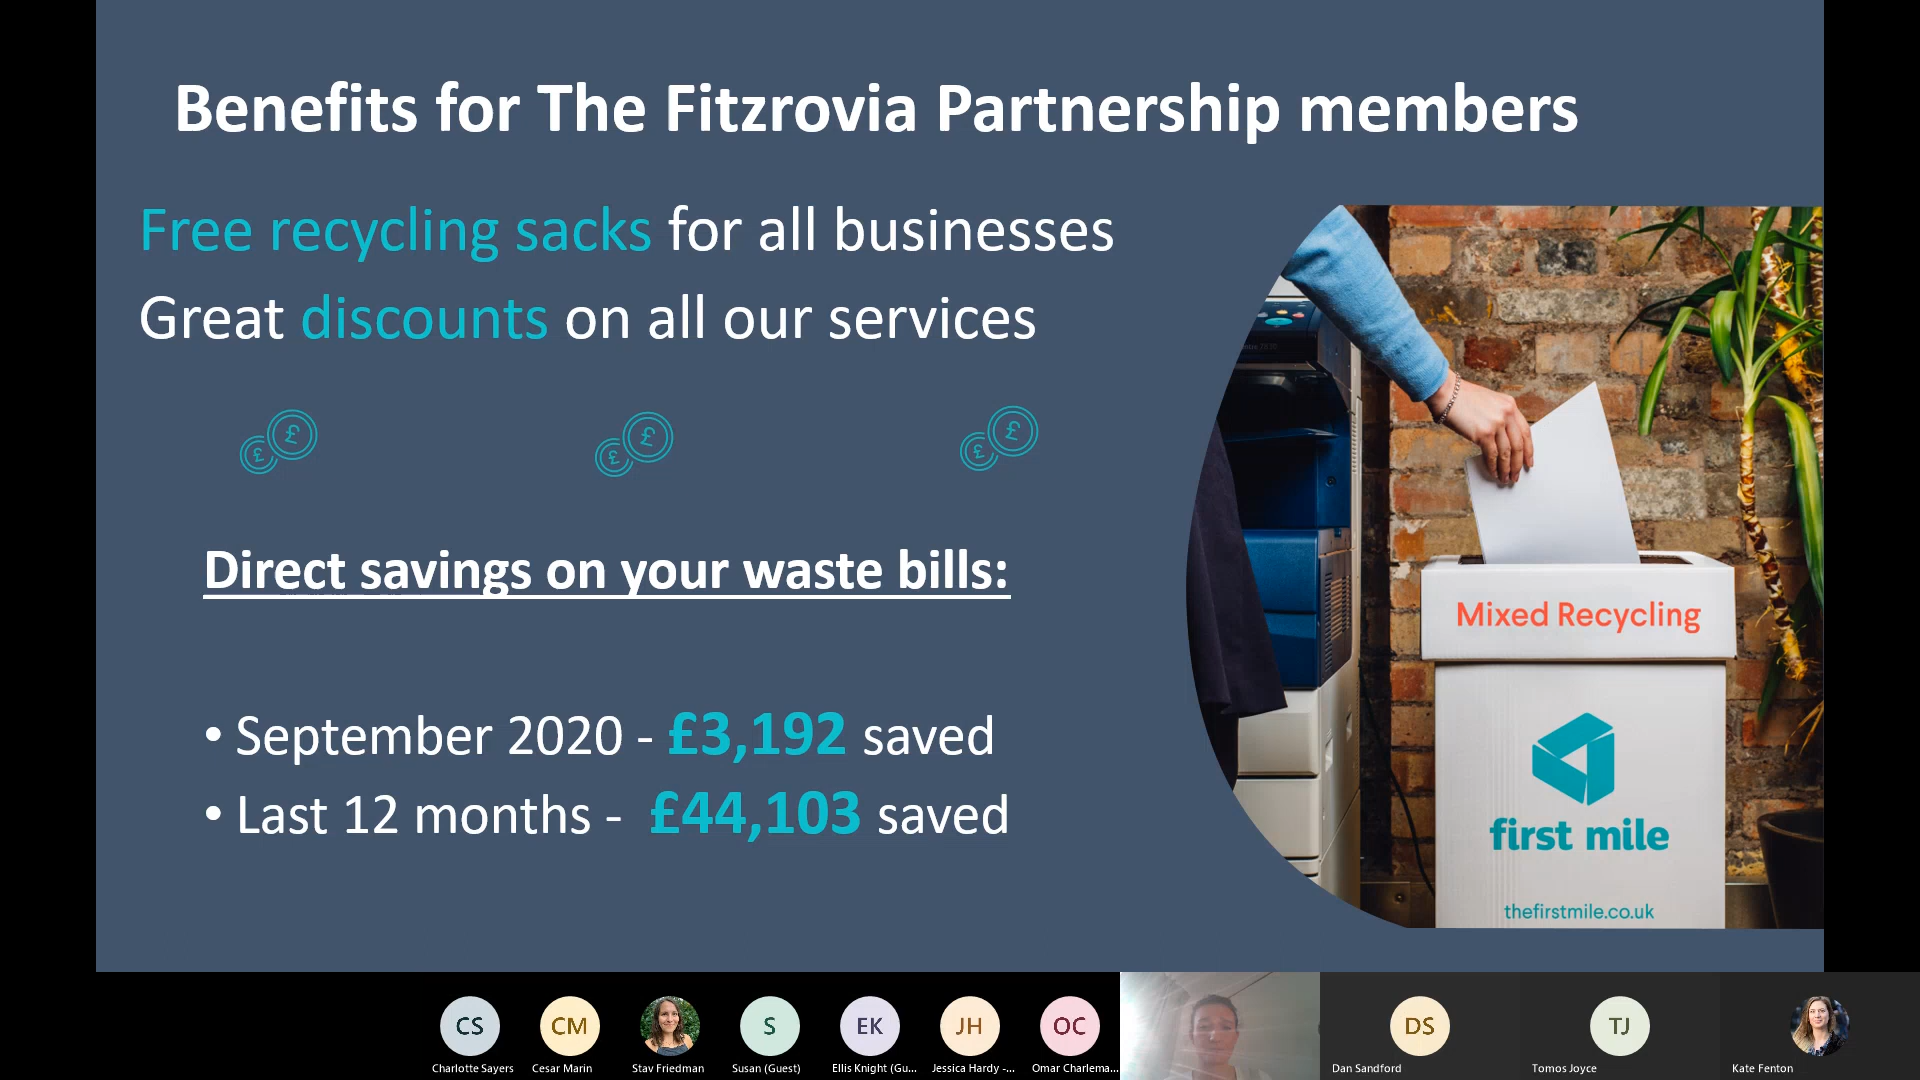 Benefits for The Fitzrovia Partnership members
Free recycling sacks for all businesses
Great discounts on all our services
£ £
£ £
£ £
Direct savings on your waste bills:
• September 2020 - £3,192 saved
• Last 12 months - £44,103 saved
Mixed Recycling
first mile
thefirstmile.co.uk
CS
CM
S
EK
JH
OC
DS
TJ
Charlotte Sayers
Cesar Marin
Stav Friedman
Susan (Guest)
Ellis Knight (Gu...
Jessica Hardy -...
Omar Charlema...
Dan Sandford
Tomos Joyce
Kate Fenton